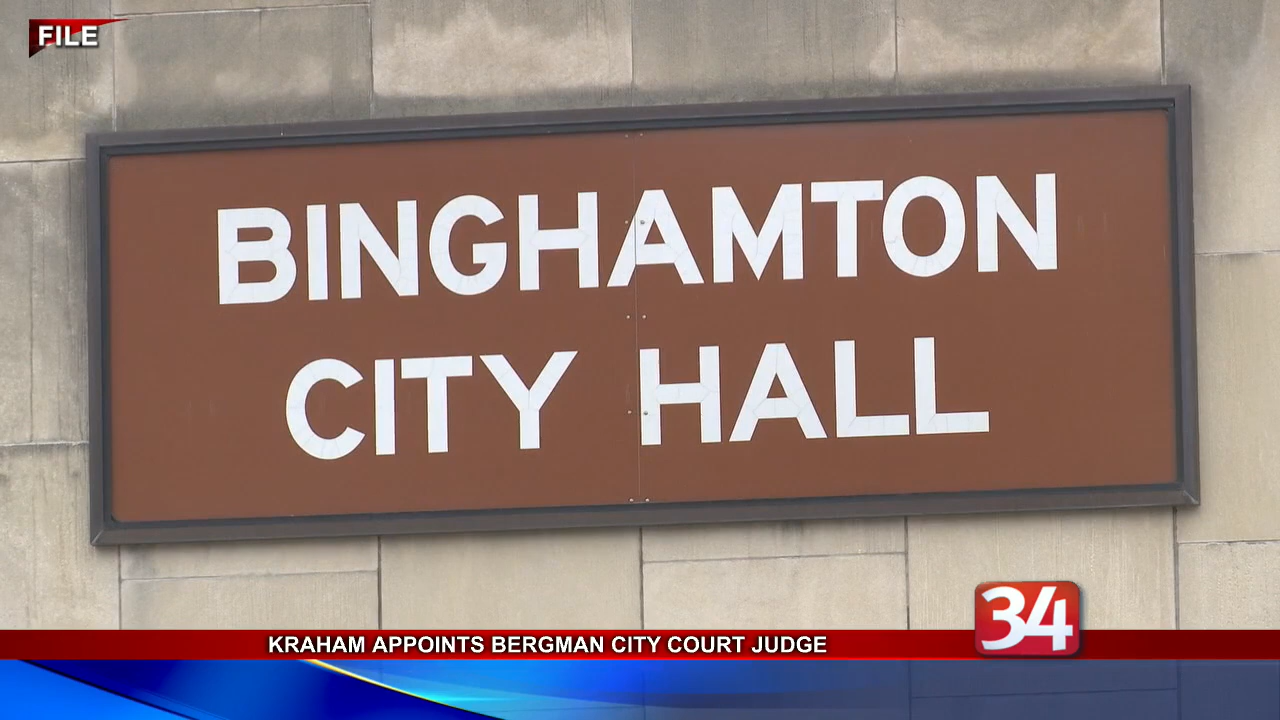 FILE
BINGHAMTON
CITY HALL
34
KRAHAM APPOINTS BERGMAN CITY COURT JUDGE